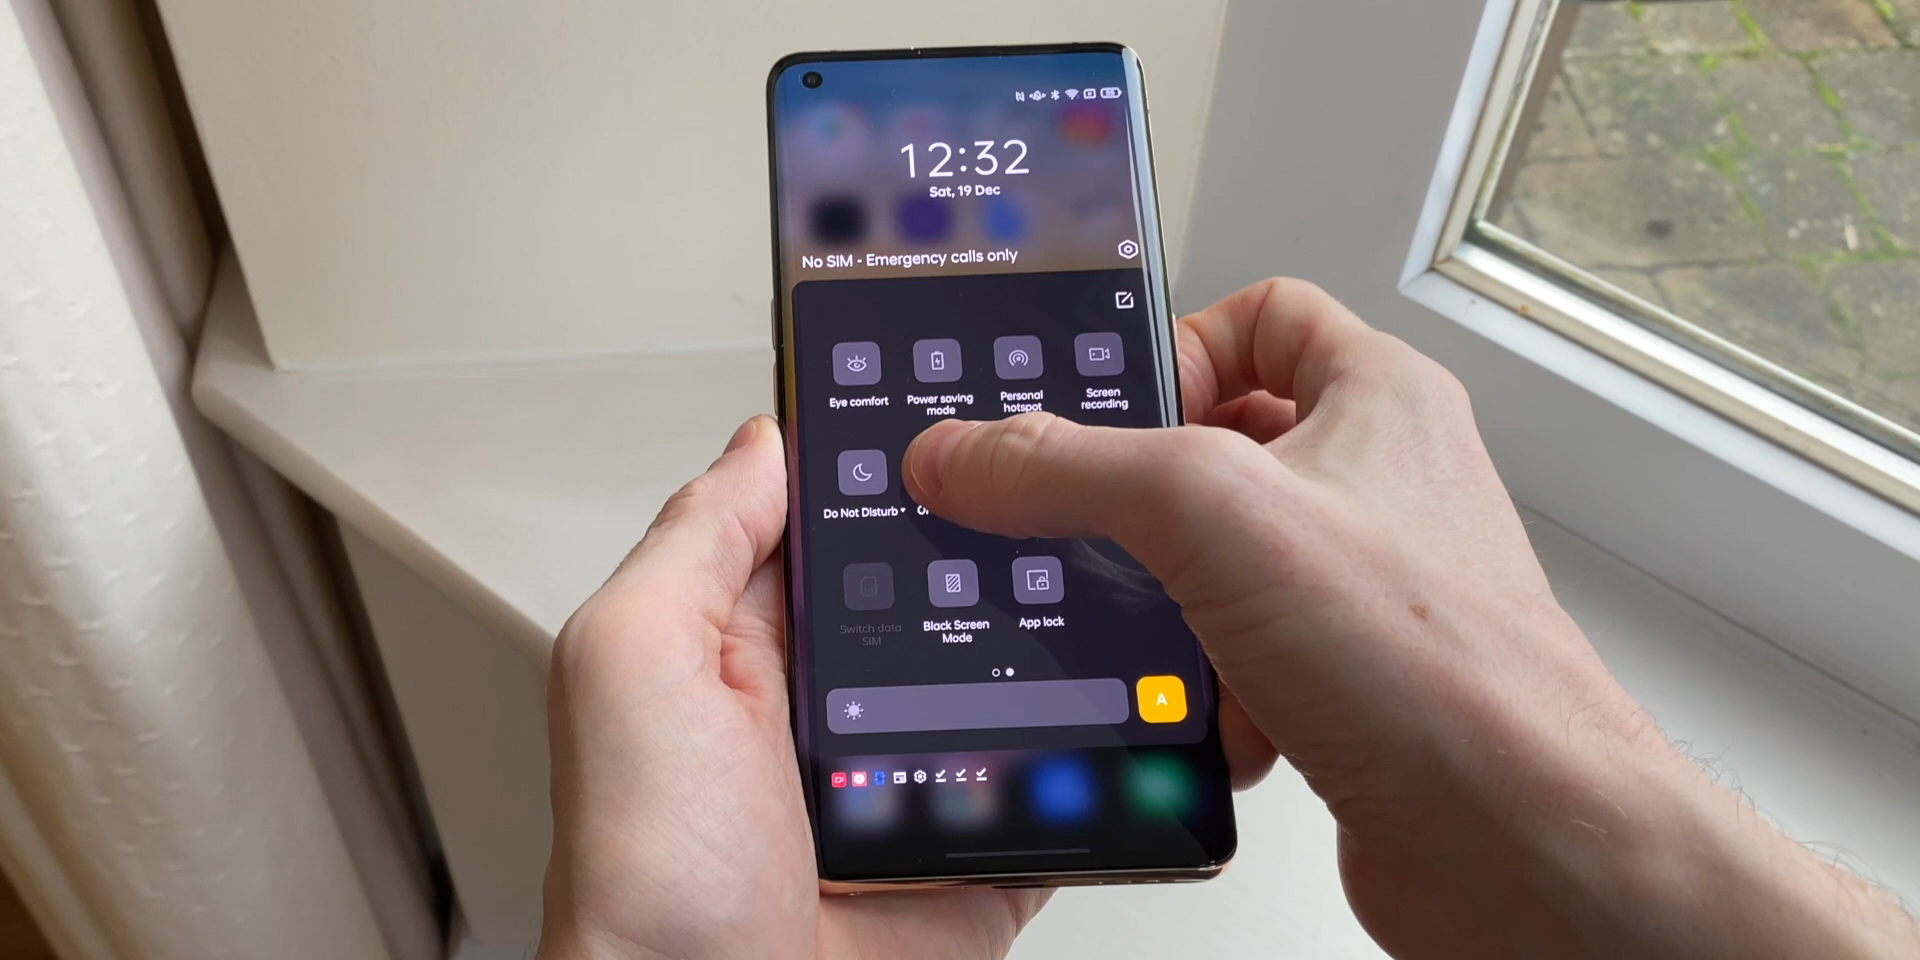 55
12:32
Sat, 19 Dec
No SIM - Emergency calls only
Eye comfort
Power saving
mode
Personal
hotspot
Screen
recording
Do Not Disturb
Switch data
SIM
Black Screen
Mode
App lock
A